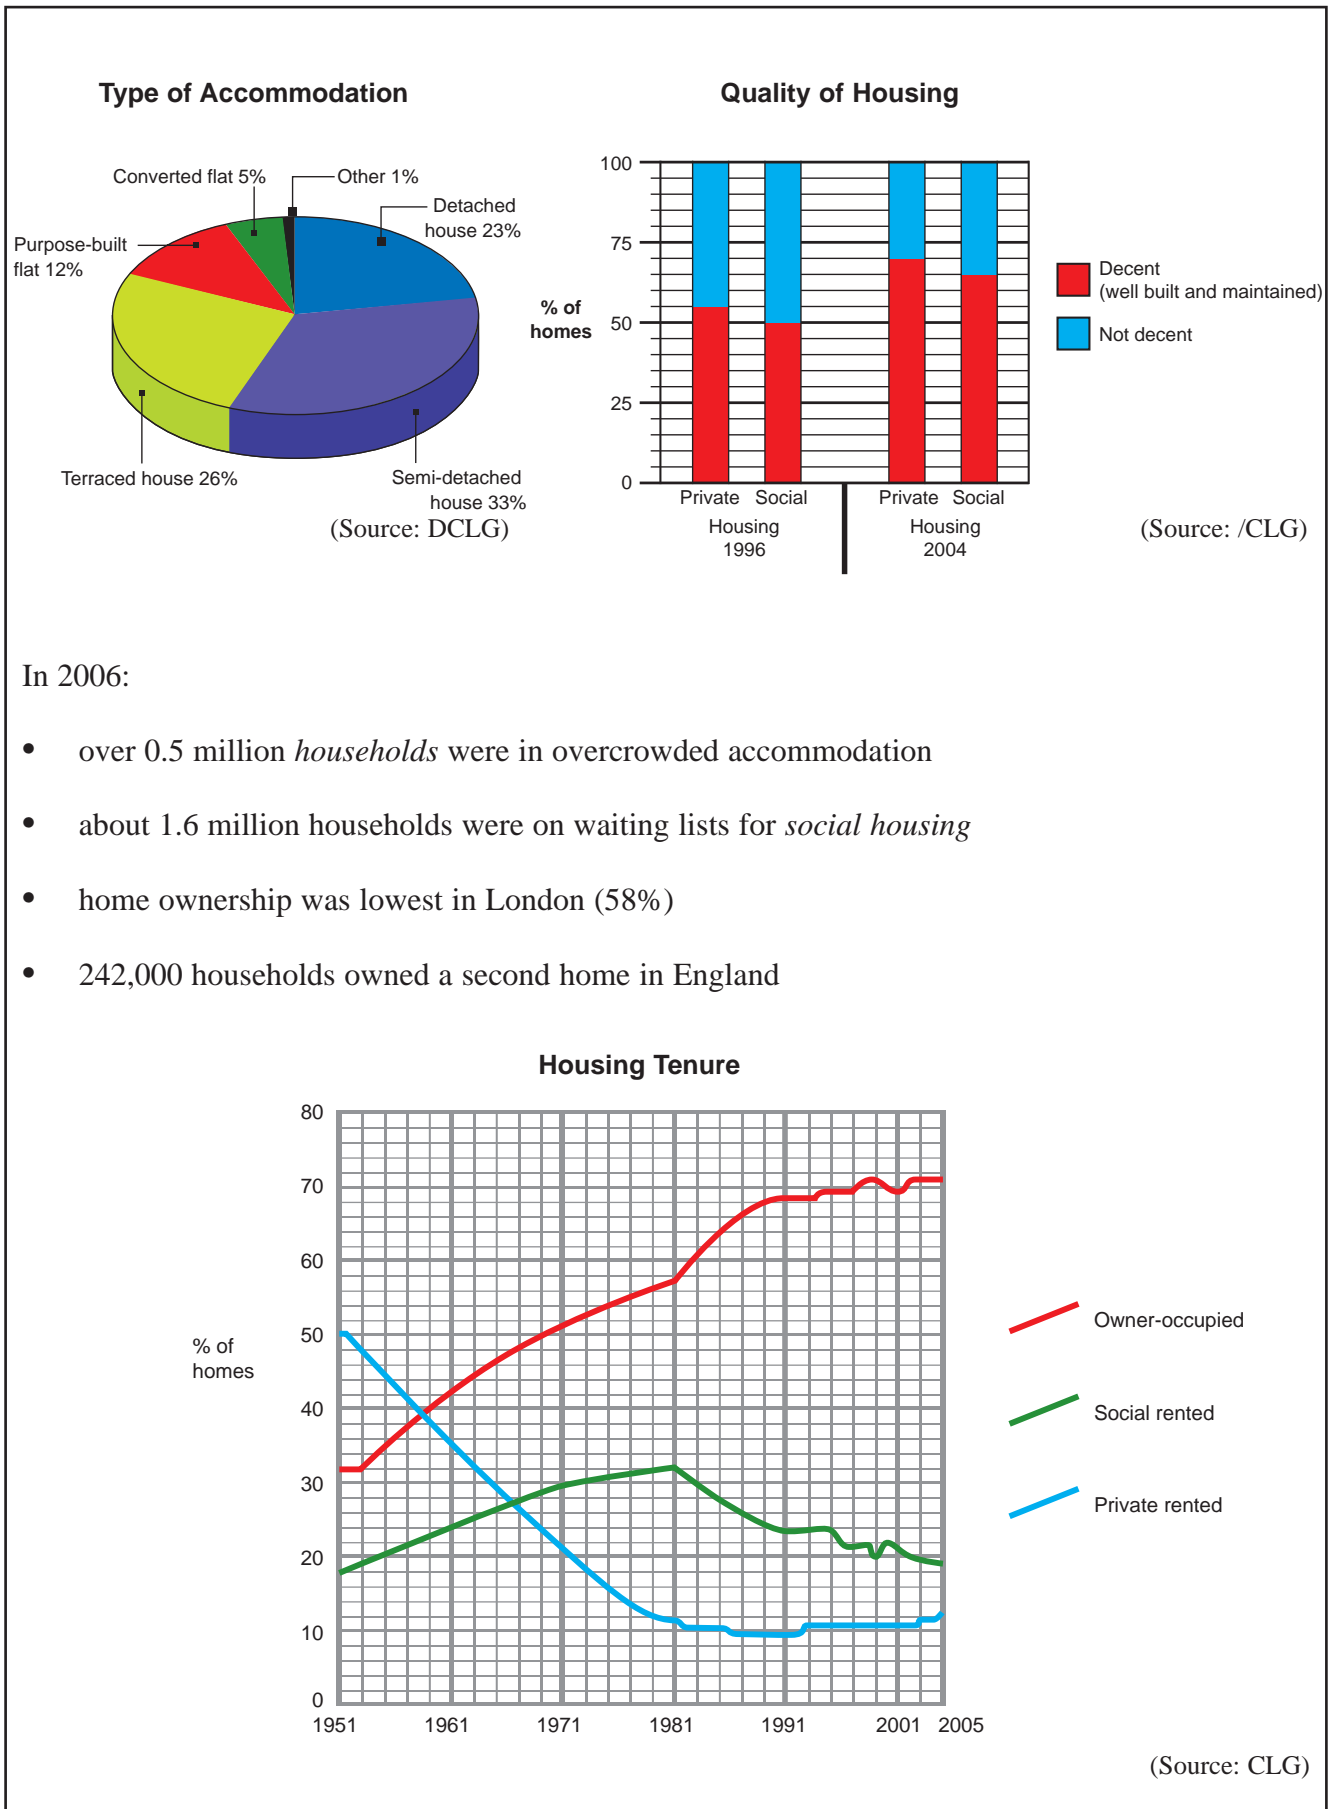 Type of Accommodation
Converted flat 5%
Other 1%
Detached
house 23%
Purpose-built
flat 12%
Terraced house 26%
Semi-detached
house 33%
(Source: DCLG)
Quality of Housing
100
75
50
25
0
% of
homes
Private Social
Housing
1996
Private Social
Housing
2004
Decent
(well built and maintained)
Not decent
(Source: /CLG)
In 2006:
• over 0.5 million households were in overcrowded accommodation
• about 1.6 million households were on waiting lists for social housing
• home ownership was lowest in London (58%)
• 242,000 households owned a second home in England
Housing Tenure
80
70
60
50
40
30
20
10
0
% of
homes
1951 1961 1971 1981 1991 2001 2005
Owner-occupied
Social rented
Private rented
(Source: CLG)